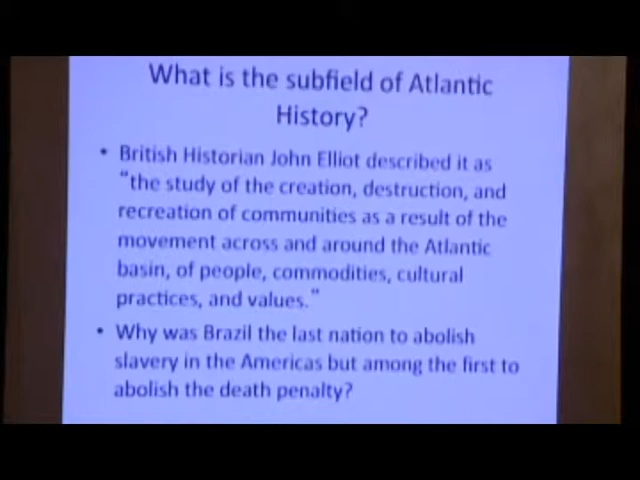 What is the subfield of Atlantic
History?
• British Historian John Elliot described it as
"the study of the creation, destruction, and
recreation of communities as a result of the
movement across and around the Atlantic
basin, of people, commodities, cultural
practices, and values."
• Why was Brazil the last nation to abolish
slavery in the Americas but among the first to
abolish the death penalty?